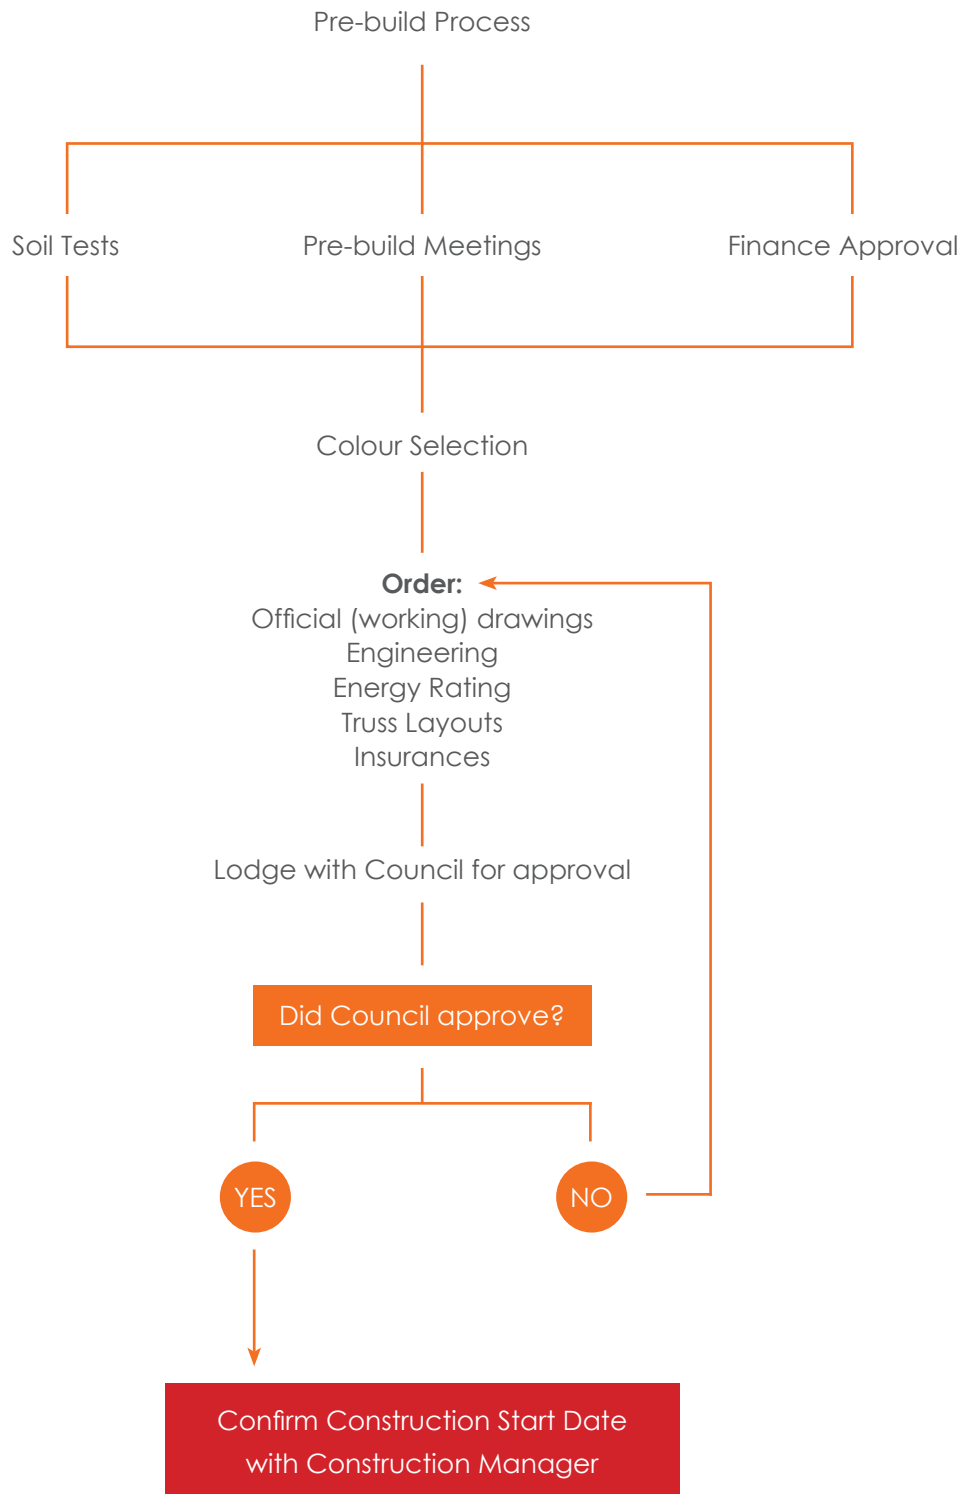 Pre-build Process
Soil Tests
Pre-build Meetings
Finance Approval
Colour Selection
Order:
Official (working) drawings
Engineering
Energy Rating
Truss Layouts
Insurances
Lodge with Council for approval
Did Council approve?
YES
NO
Confirm Construction Start Date
with Construction Manager